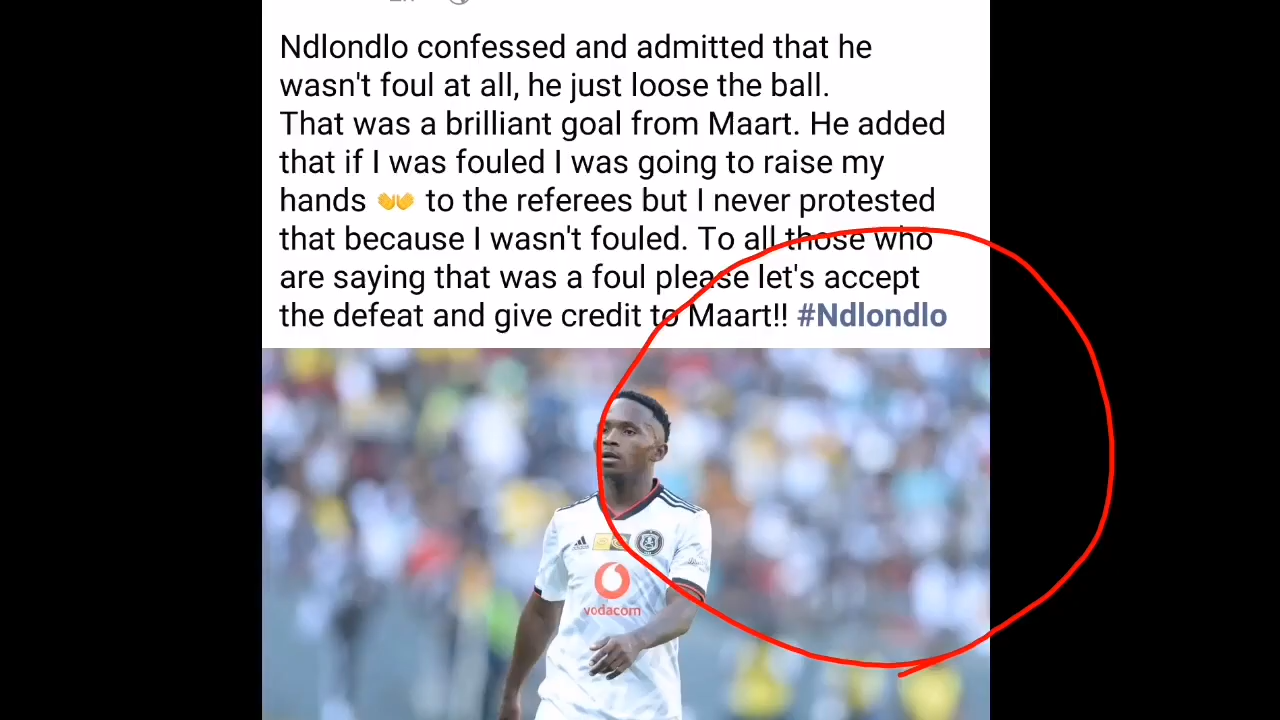 Ndlondlo confessed and admitted that he
wasn't foul at all, he just loose the ball.
That was a brilliant goal from Maart. He added
that if I was fouled I was going to raise my
hands 👐 to the referees but I never protested
that because I wasn't fouled. To all those who
are saying that was a foul please let's accept
the defeat and give credit to Maart!! #Ndlondlo
vodacom